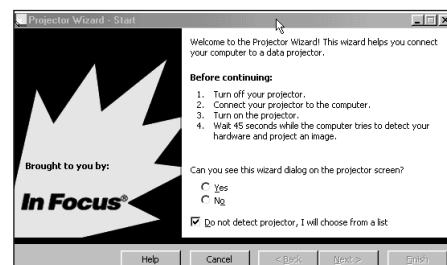 Projector Wizard - Start
Welcome to the Projector Wizard! This wizard helps you connect
your computer to a data projector.
Before continuing:
1. Turn off your projector.
2. Connect your projector to the computer.
3. Turn on the projector.
4. Wait 45 seconds while the computer tries to detect your
hardware and project an image.
Brought to you by:
In Focus®
Can you see this wizard dialog on the projector screen?
Yes
No
Do not detect projector, I will choose from a list
Help
Cancel
< Back
Next >
Finish